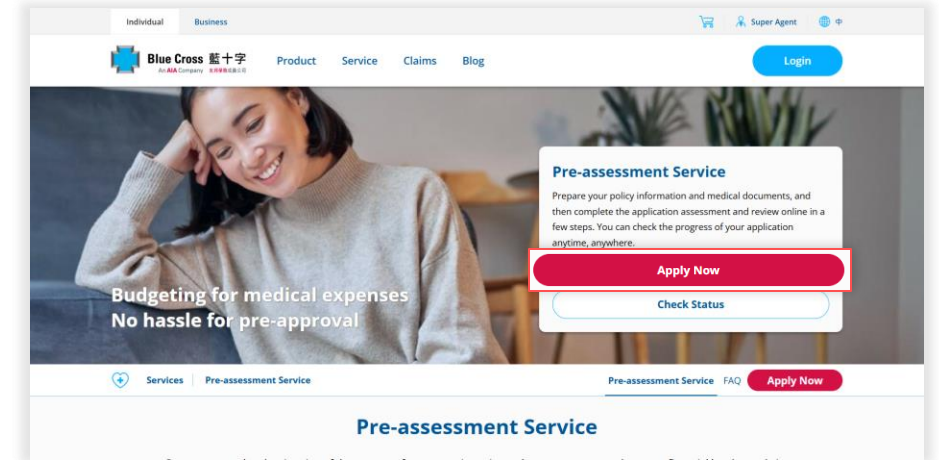 Individual Business Super Agent 中
Blue Cross 藍十字 Product Service Claims Blog Login
An AIA Company
Pre-assessment Service
Prepare your policy information and medical documents, and
then complete the application assessment and review online in a
few steps. You can check the progress of your application
anytime, anywhere.
Apply Now
Check Status
Budgeting for medical expenses
No hassle for pre-approval
Services Pre-assessment Service Pre-assessment Service FAQ Apply Now
Pre-assessment Service